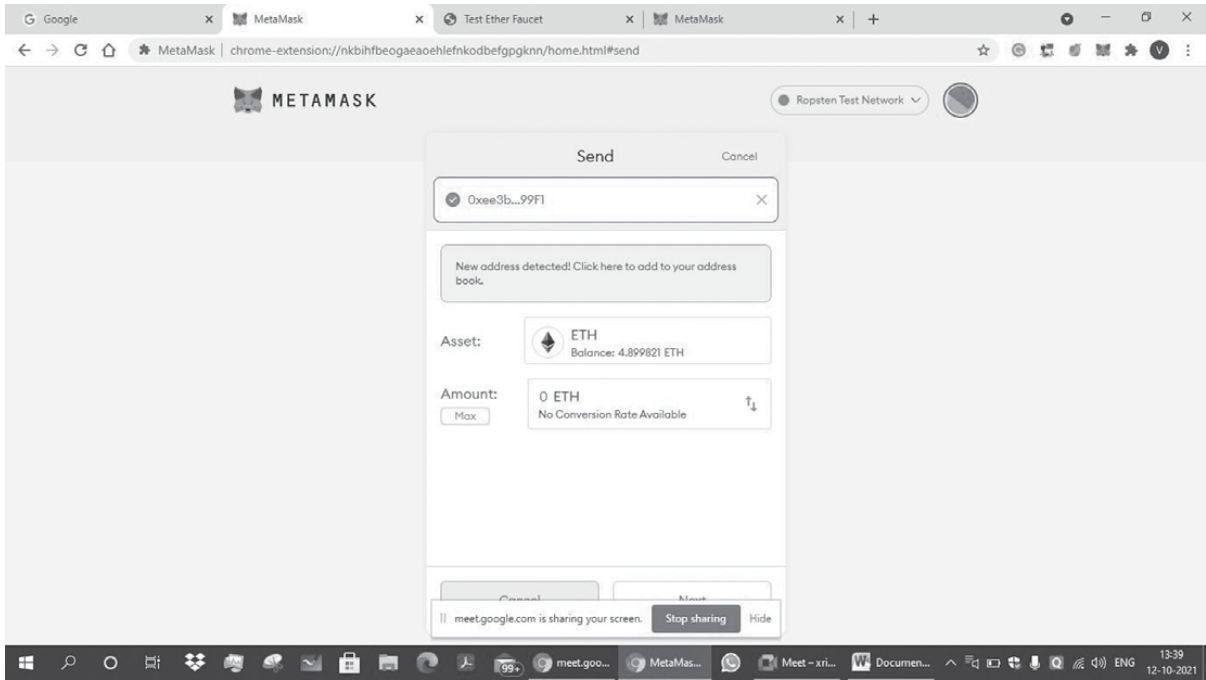 Google
MetaMask
Test Ether Faucet
MetaMask
MetaMask | chrome-extension://nkbihfbeogaeaoehlefnkodbefgpgknn/home.html#send
V
METAMASK
Ropsten Test Network
Send
Cancel
0xee3b...99F1
New address detected! Click here to add to your address
book.
Asset:
ETH
Balance: 4.899821 ETH
Amount:
Max
0 ETH
No Conversion Rate Available
Cancel
Next
meet.google.com is sharing your screen.
Stop sharing
Hide
99+
meet.goo...
MetaMas...
Meet – xri...
Documen...
ENG
13:39
12-10-2021